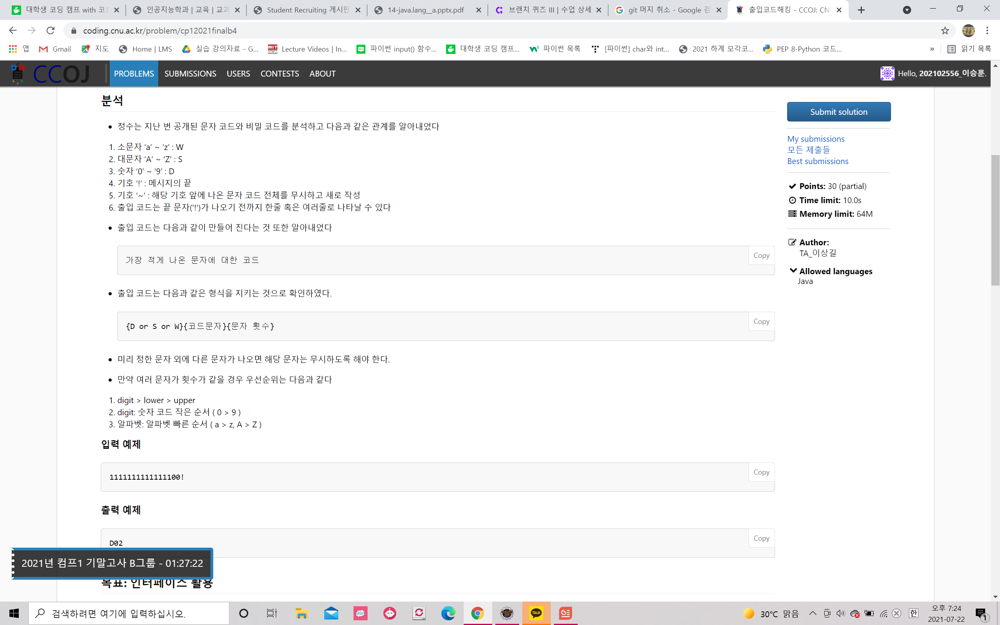 대학생 코딩 캠프 with 코드
인공지능학과 | 교육 | 교과
Student Recruiting 게시판
14-java.lang__a.pptx.pdf
브랜치 퀴즈 III | 수업 상세
git 머지 취소 - Google 검
출입코드해킹 - CCOJ: CNU
coding.cnu.ac.kr/problem/cp12021finalb4
앱 Gmail 지도 Home | LMS 실습 강의자료 - G... Lecture Videos | In... 파이썬 input() 함수... 대학생 코딩 캠프... 파이썬 목록 [파이썬] char와 int... 2021 하계 모각코... PEP 8-Python 코드... » 읽기 목록
CCOJ PROBLEMS SUBMISSIONS USERS CONTESTS ABOUT Hello, 202102556_이승훈.
분석
정수는 지난 번 공개된 문자 코드와 비밀 코드를 분석하고 다음과 같은 관계를 알아내었다
1. 소문자 ‘a’ ~ ‘z’ : W
2. 대문자 ‘A’ ~ ‘Z’ : S
3. 숫자 ‘0’ ~ ‘9’ : D
4. 기호 ‘!’ : 메시지의 끝
5. 기호 ‘~’ : 해당 기호 앞에 나온 문자 코드 전체를 무시하고 새로 작성
6. 출입 코드는 끝 문자('!')가 나오기 전까지 한줄 혹은 여러줄로 나타날 수 있다
출입 코드는 다음과 같이 만들어 진다는 것 또한 알아내었다
Copy
가장 적게 나온 문자에 대한 코드
출입 코드는 다음과 같은 형식을 지키는 것으로 확인하였다.
Copy
{D or S or W}{코드문자}{문자 횟수}
미리 정한 문자 외에 다른 문자가 나오면 해당 문자는 무시하도록 해야 한다.
만약 여러 문자가 횟수가 같을 경우 우선순위는 다음과 같다
1. digit > lower > upper
2. digit: 숫자 코드 작은 순서 ( 0 > 9 )
3. 알파벳: 알파벳 빠른 순서 ( a > z, A > Z )
입력 예제
Copy
1111111111111100!
출력 예제
Copy
D02
목표: 인터페이스 활용
Submit solution
My submissions
모든 제출들
Best submissions
Points: 30 (partial)
Time limit: 10.0s
Memory limit: 64M
Author:
TA_이상길
Allowed languages
Java
2021년 컴프1 기말고사 B그룹 - 01:27:22
검색하려면 여기에 입력하십시오.
TALK
30°C 맑음
한
오후 7:24
2021-07-22
1